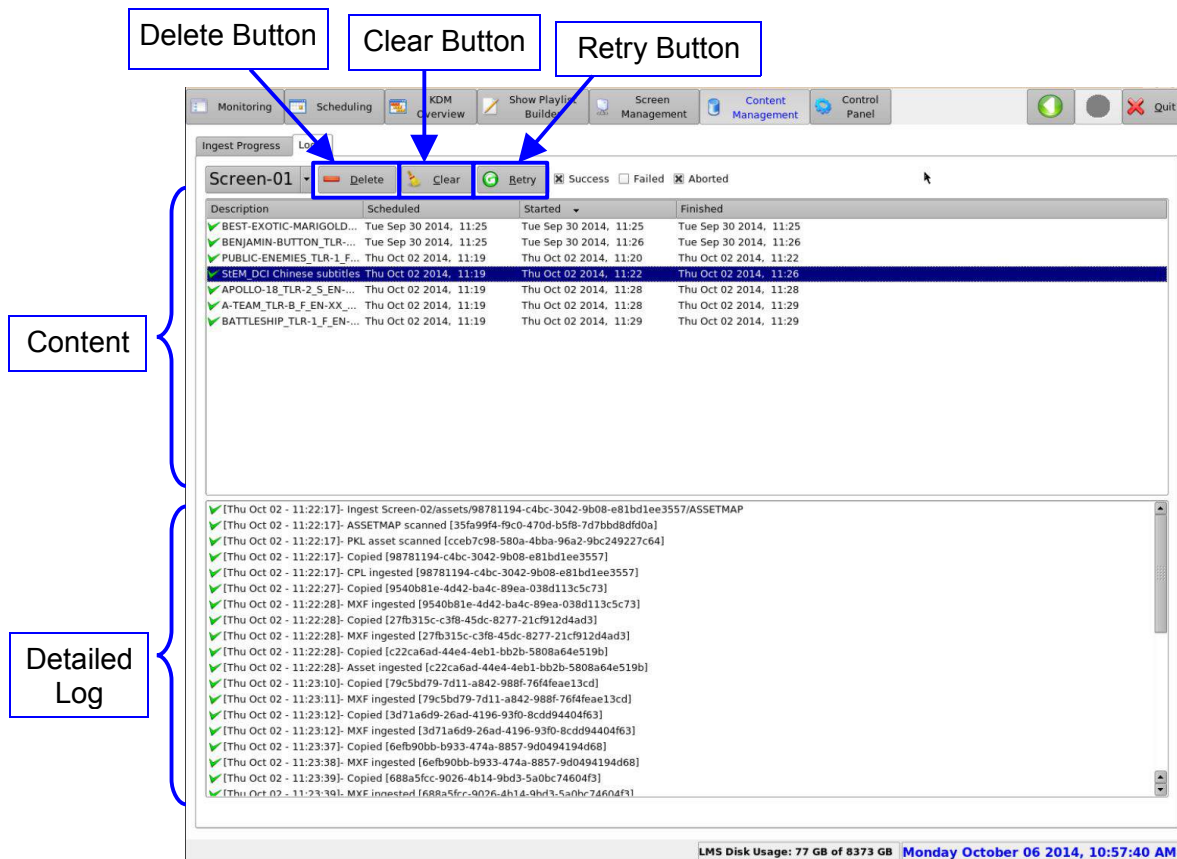 Delete Button
Clear Button
Retry Button
Monitoring
Scheduling
KDM Overview
Show Playlist Builder
Screen Management
Content Management
Control Panel
Quit
Ingest Progress
Screen-01
Delete
Clear
Retry
Success
Failed
Aborted
Description Scheduled Started Finished
BEST-EXOTIC-MARIGOLD... Tue Sep 30 2014, 11:25 Tue Sep 30 2014, 11:25 Tue Sep 30 2014, 11:25
BENJAMIN-BUTTON_TLR-... Tue Sep 30 2014, 11:25 Tue Sep 30 2014, 11:26 Tue Sep 30 2014, 11:26
PUBLIC-ENEMIES_TLR-1_F... Thu Oct 02 2014, 11:19 Thu Oct 02 2014, 11:20 Thu Oct 02 2014, 11:22
StEM_DCI Chinese subtitles Thu Oct 02 2014, 11:19 Thu Oct 02 2014, 11:22 Thu Oct 02 2014, 11:26
APOLLO-18_TLR-2_S_EN-... Thu Oct 02 2014, 11:19 Thu Oct 02 2014, 11:28 Thu Oct 02 2014, 11:28
A-TEAM_TLR-B_F_EN-XX_... Thu Oct 02 2014, 11:19 Thu Oct 02 2014, 11:28 Thu Oct 02 2014, 11:29
BATTLESHIP_TLR-1_F_EN-... Thu Oct 02 2014, 11:19 Thu Oct 02 2014, 11:29 Thu Oct 02 2014, 11:29
Content
[Thu Oct 02 - 11:22:17]- Ingest Screen-02/assets/98781194-c4bc-3042-9b08-e81bd1ee3557/ASSETMAP
[Thu Oct 02 - 11:22:17]- ASSETMAP scanned [35fa99f4-f9c0-470d-b5f8-7d7bbd8dfd0a]
[Thu Oct 02 - 11:22:17]- PKL asset scanned [cceb7c98-580a-4bba-96a2-9bc249227c64]
[Thu Oct 02 - 11:22:17]- Copied [98781194-c4bc-3042-9b08-e81bd1ee3557]
[Thu Oct 02 - 11:22:17]- CPL ingested [98781194-c4bc-3042-9b08-e81bd1ee3557]
[Thu Oct 02 - 11:22:27]- Copied [9540b81e-4d42-ba4c-89ea-038d113c5c73]
[Thu Oct 02 - 11:22:28]- MXF ingested [9540b81e-4d42-ba4c-89ea-038d113c5c73]
[Thu Oct 02 - 11:22:28]- Copied [27fb315c-c3f8-45dc-8277-21cf912d4ad3]
[Thu Oct 02 - 11:22:28]- MXF ingested [27fb315c-c3f8-45dc-8277-21cf912d4ad3]
[Thu Oct 02 - 11:22:28]- Copied [c22ca6ad-44e4-4eb1-bb2b-5808a64e519b]
[Thu Oct 02 - 11:22:28]- Asset ingested [c22ca6ad-44e4-4eb1-bb2b-5808a64e519b]
[Thu Oct 02 - 11:23:10]- Copied [79c5bd79-7d11-a842-988f-76f4feae13cd]
[Thu Oct 02 - 11:23:11]- MXF ingested [79c5bd79-7d11-a842-988f-76f4feae13cd]
[Thu Oct 02 - 11:23:12]- Copied [3d71a6d9-26ad-4196-93f0-8cdd94404f63]
[Thu Oct 02 - 11:23:12]- MXF ingested [3d71a6d9-26ad-4196-93f0-8cdd94404f63]
[Thu Oct 02 - 11:23:37]- Copied [6efb90bb-b933-474a-8857-9d0494194d68]
[Thu Oct 02 - 11:23:38]- MXF ingested [6efb90bb-b933-474a-8857-9d0494194d68]
[Thu Oct 02 - 11:23:39]- Copied [688a5fcc-9026-4b14-9bd3-5a0bc74604f3]
[Thu Oct 02 - 11:23:39]- MXF ingested [688a5fcc-9026-4b14-9bd3-5a0bc74604f3]
Detailed
Log
LMS Disk Usage: 77 GB of 8373 GB
Monday October 06 2014, 10:57:40 AM